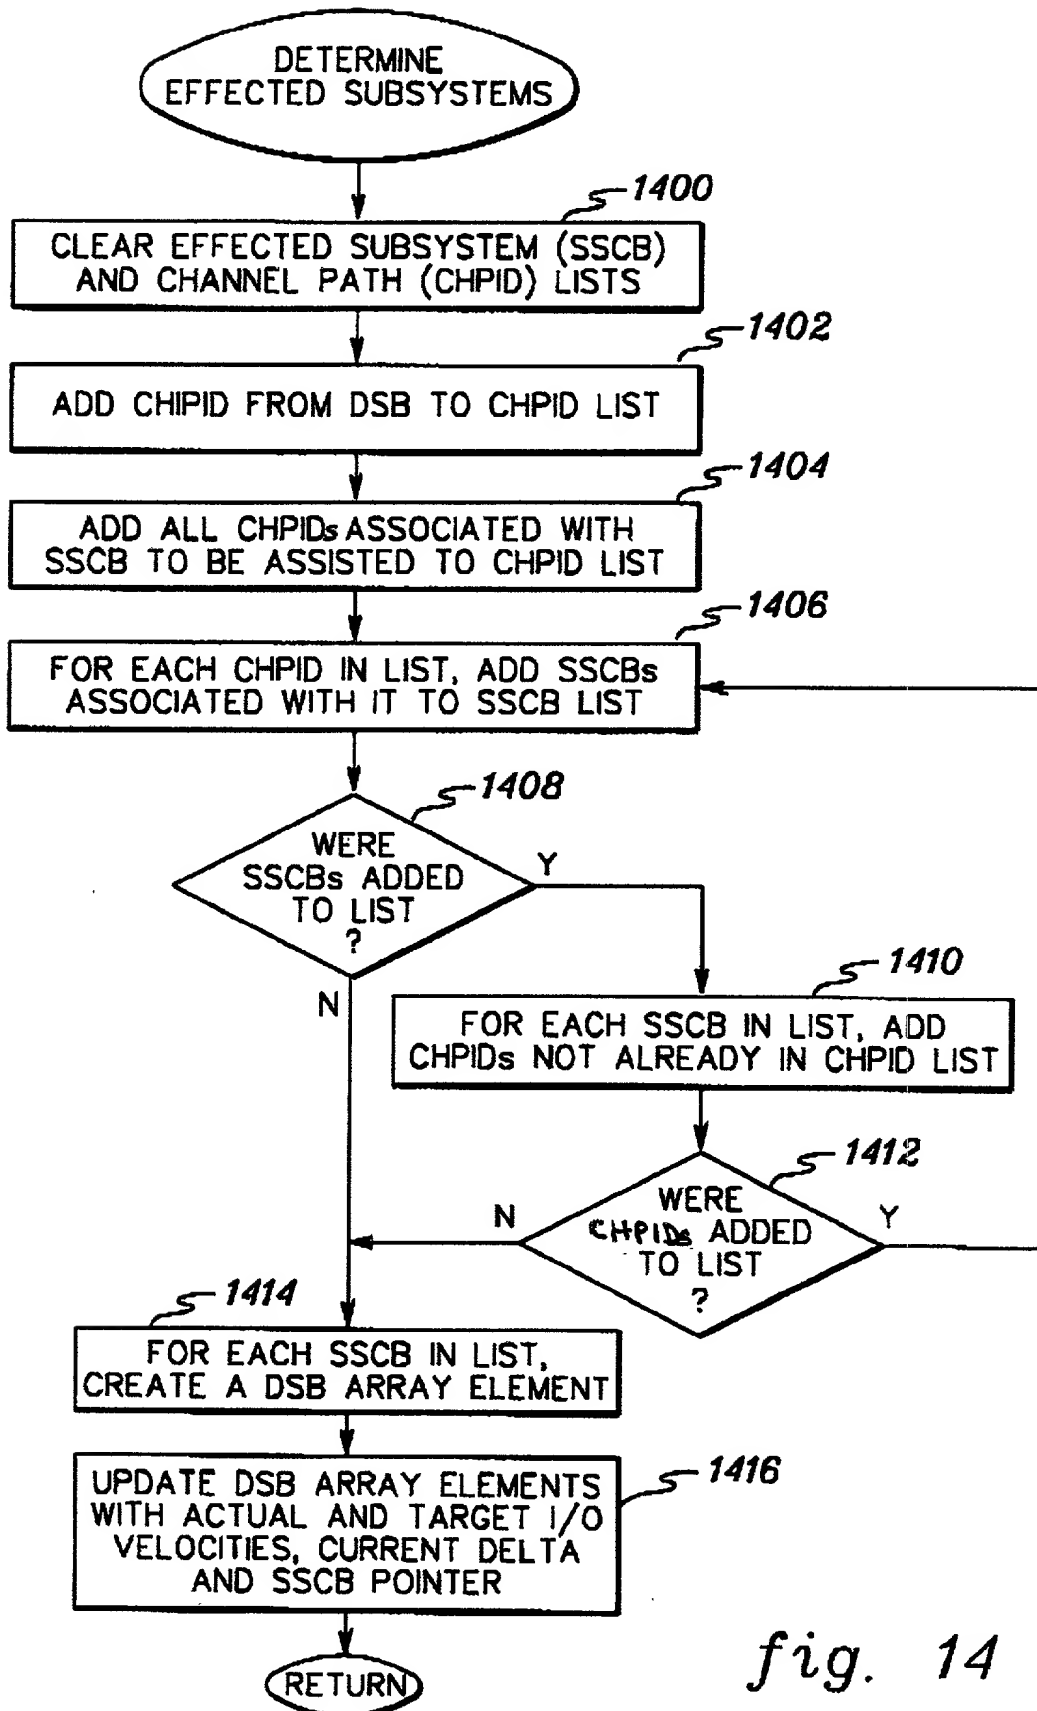 DETERMINE
EFFECTED SUBSYSTEMS
1400
CLEAR EFFECTED SUBSYSTEM (SSCB)
AND CHANNEL PATH (CHPID) LISTS
1402
ADD CHIPID FROM DSB TO CHPID LIST
1404
ADD ALL CHPIDs ASSOCIATED WITH
SSCB TO BE ASSISTED TO CHPID LIST
1406
FOR EACH CHPID IN LIST, ADD SSCBs
ASSOCIATED WITH IT TO SSCB LIST
1408
WERE
SSCBs ADDED
TO LIST
?
Y
N
1410
FOR EACH SSCB IN LIST, ADD
CHPIDs NOT ALREADY IN CHPID LIST
1412
WERE
CHPIDs ADDED
TO LIST
?
N
Y
1414
FOR EACH SSCB IN LIST,
CREATE A DSB ARRAY ELEMENT
1416
UPDATE DSB ARRAY ELEMENTS
WITH ACTUAL AND TARGET I/O
VELOCITIES, CURRENT DELTA
AND SSCB POINTER
RETURN
fig. 14